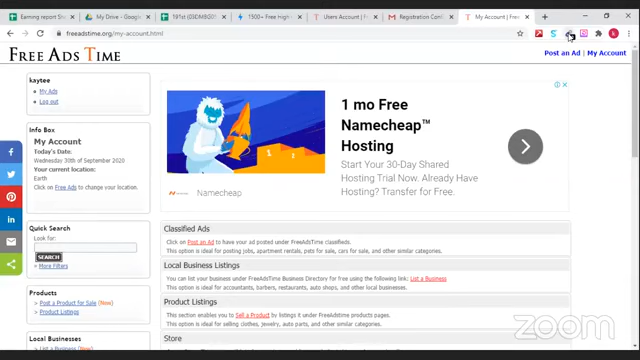 Earning report S
My Drive - Goog
191st (03DM8G05
1500+ Free highe
Users Account | F
Registration Conf
My Account | Free
freeadstime.org/my-account.html
FREE ADS TIME
Post an Ad | My Account
kaytee
My Ads
Log out
Info Box
My Account
Today's Date:
Wednesday 30th of September 2020
Your current location:
Earth
Click on Free Ads to change your location.
Quick Search
Look for:
SEARCH
> More Filters
Products
> Post a Product for Sale (New)
> Product Listings
Local Businesses
> List a Business (New)
1 mo Free
Namecheap™
Hosting
Start Your 30-Day Shared
Hosting Trial Now. Already Have
Hosting? Transfer for Free.
Namecheap
Classified Ads
Click on Post an Ad to have your ad posted under FreeAdsTime classifieds.
This option is ideal for posting jobs, apartment rentals, pets for sale, cars for sale, and other similar categories.
Local Business Listings
You can list your business under FreeAdsTime Business Directory for free using the following link: List a Business
This option is ideal for accountants, barbers, restaurants, auto shops, and other local businesses.
Product Listings
This section enables you to Sell a Product by listing it under FreeAdstime products pages.
This option is ideal for selling clothes, jewelry, auto parts, and other similar categories.
Store
zoom